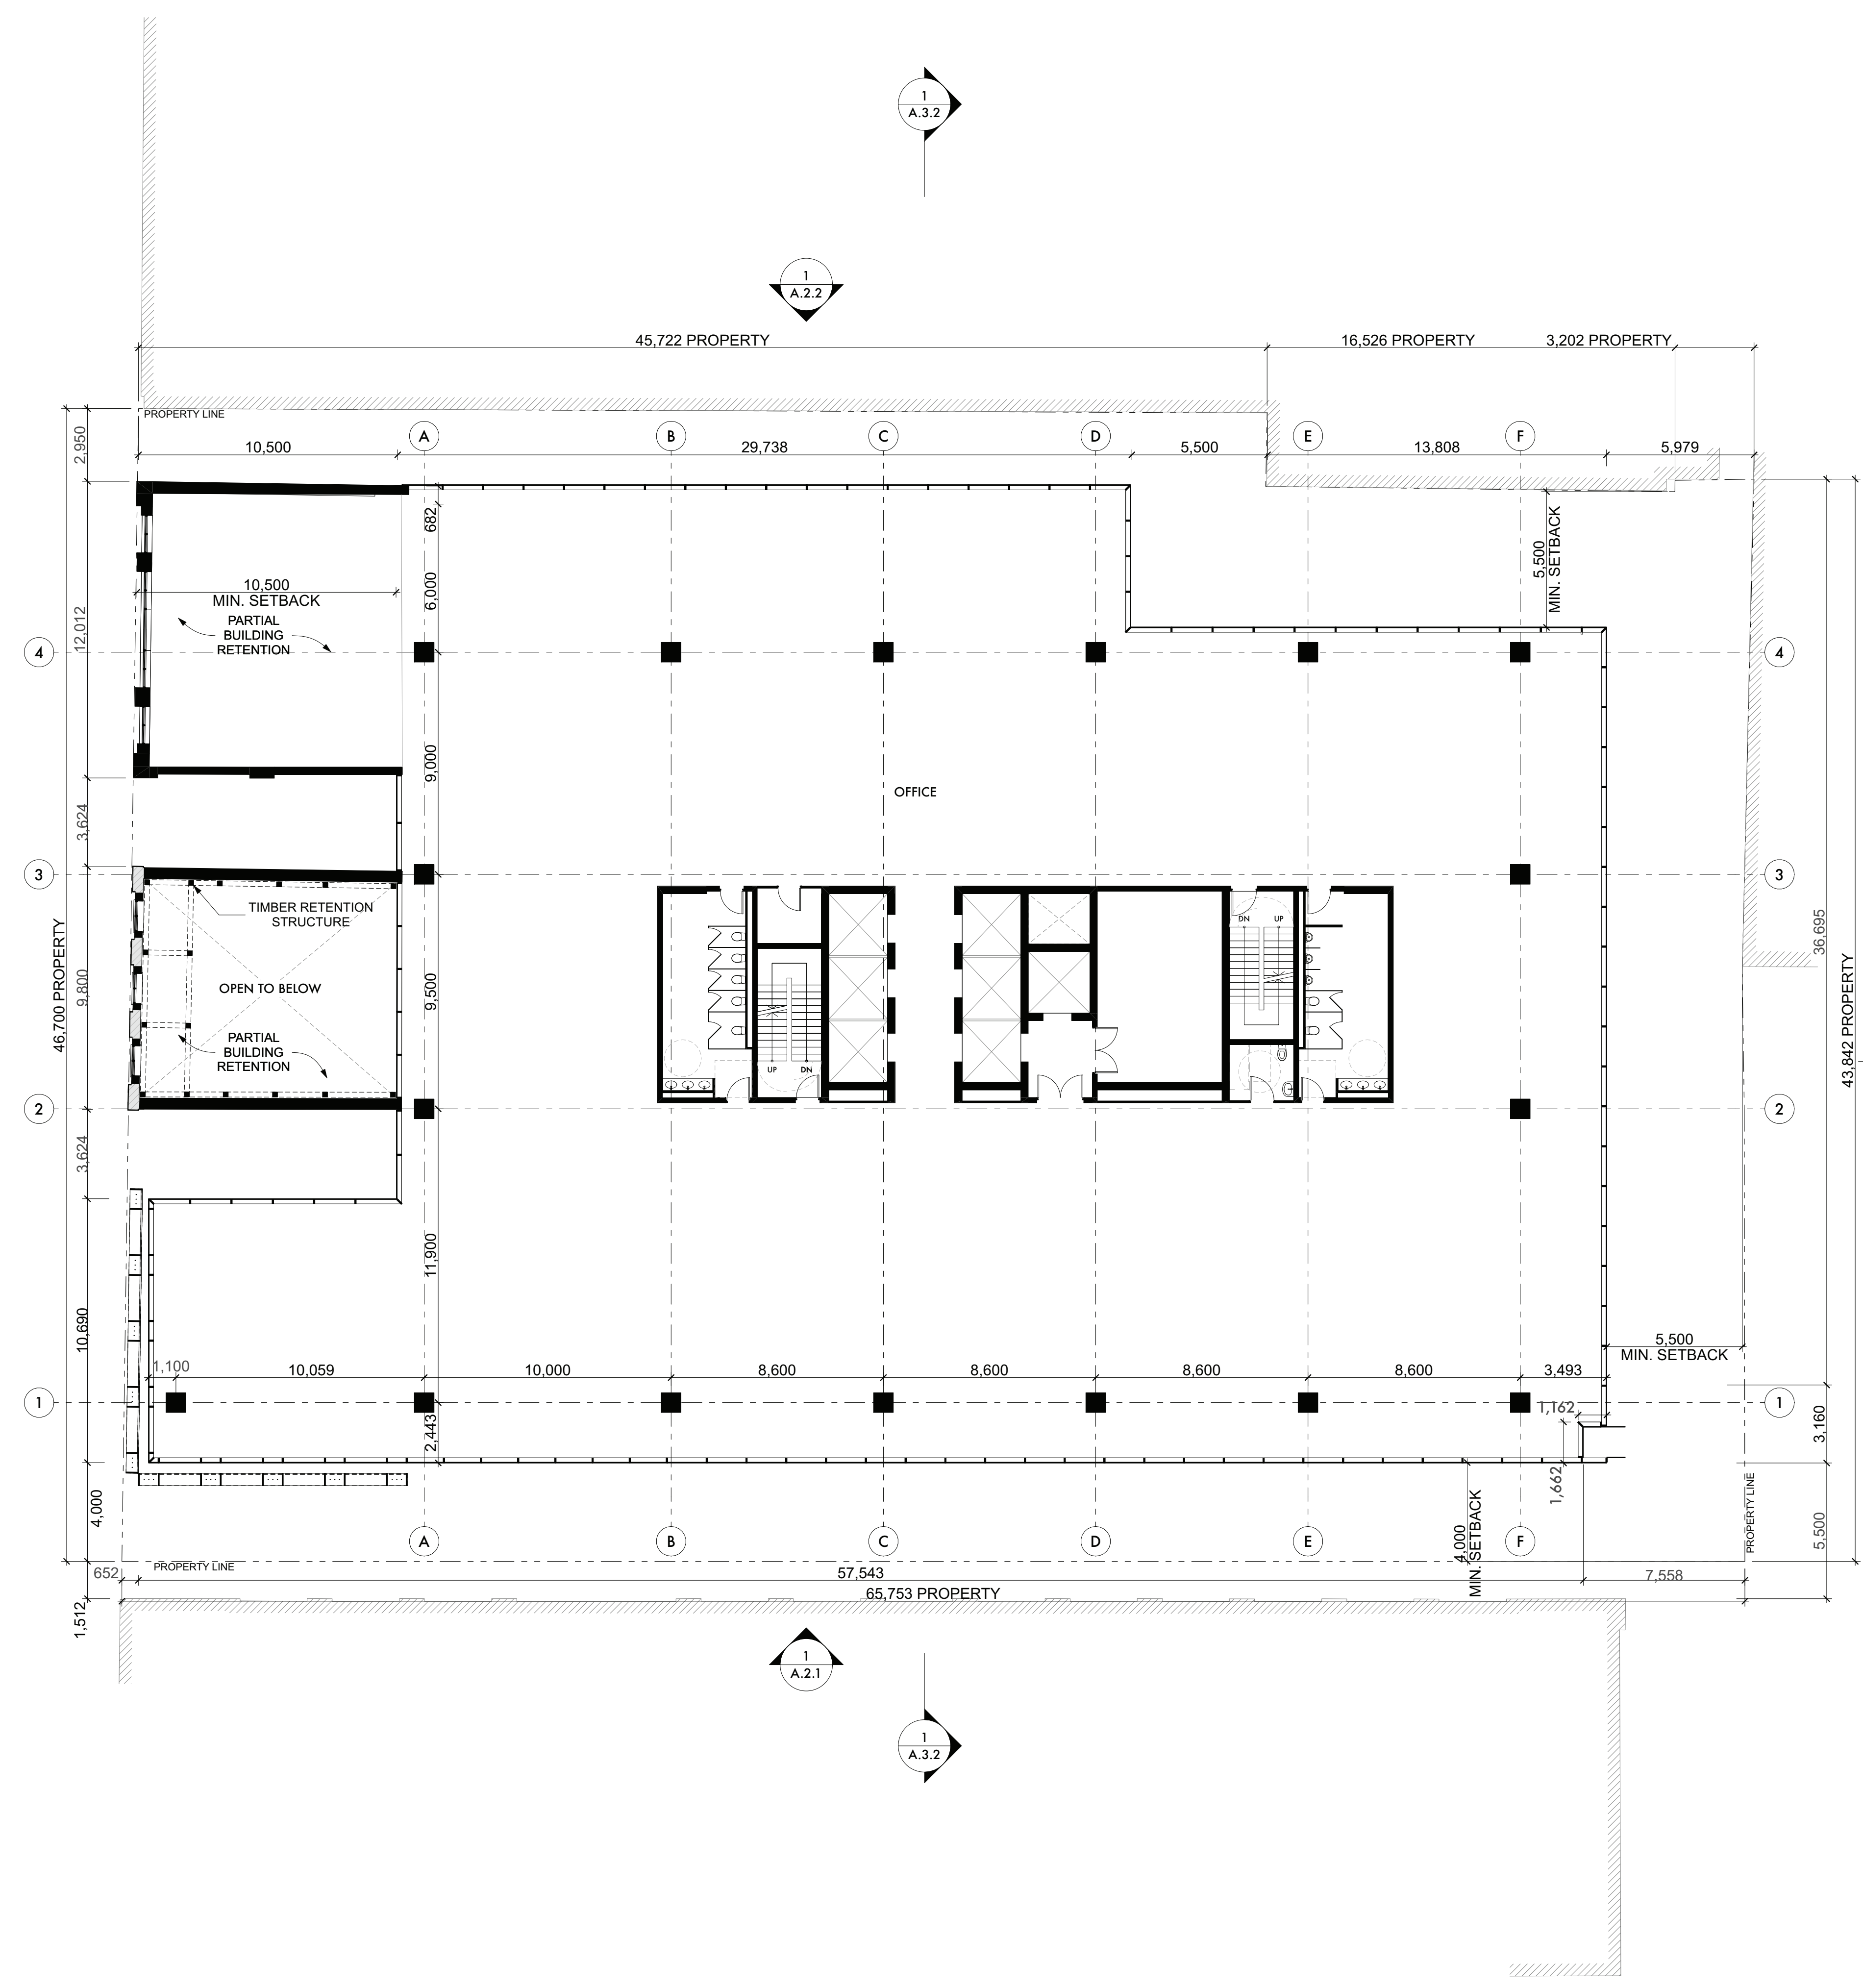 1
A.3.2
1
A.2.2
45,722 PROPERTY
16,526 PROPERTY
3,202 PROPERTY
PROPERTY LINE
2,950
A
B
C
D
E
F
10,500
29,738
5,500
13,808
5,979
682
6,000
5,500
MIN. SETBACK
10,500
MIN. SETBACK
PARTIAL
BUILDING
RETENTION
12,012
4
4
9,000
OFFICE
3,624
3
3
TIMBER RETENTION
STRUCTURE
DN
UP
36,695
46,700 PROPERTY
9,800
OPEN TO BELOW
9,500
43,842 PROPERTY
PARTIAL
BUILDING
RETENTION
UP
DN
2
2
3,624
11,900
10,690
5,500
MIN. SETBACK
1,100
10,059
10,000
8,600
8,600
8,600
8,600
3,493
1
1
1,162
2,443
3,160
1,662
4,000
4,000
MIN. SETBACK
PROPERTY LINE
5,500
A
B
C
D
E
F
PROPERTY LINE
652
57,543
7,558
65,753 PROPERTY
1,512
1
A.2.1
1
A.3.2